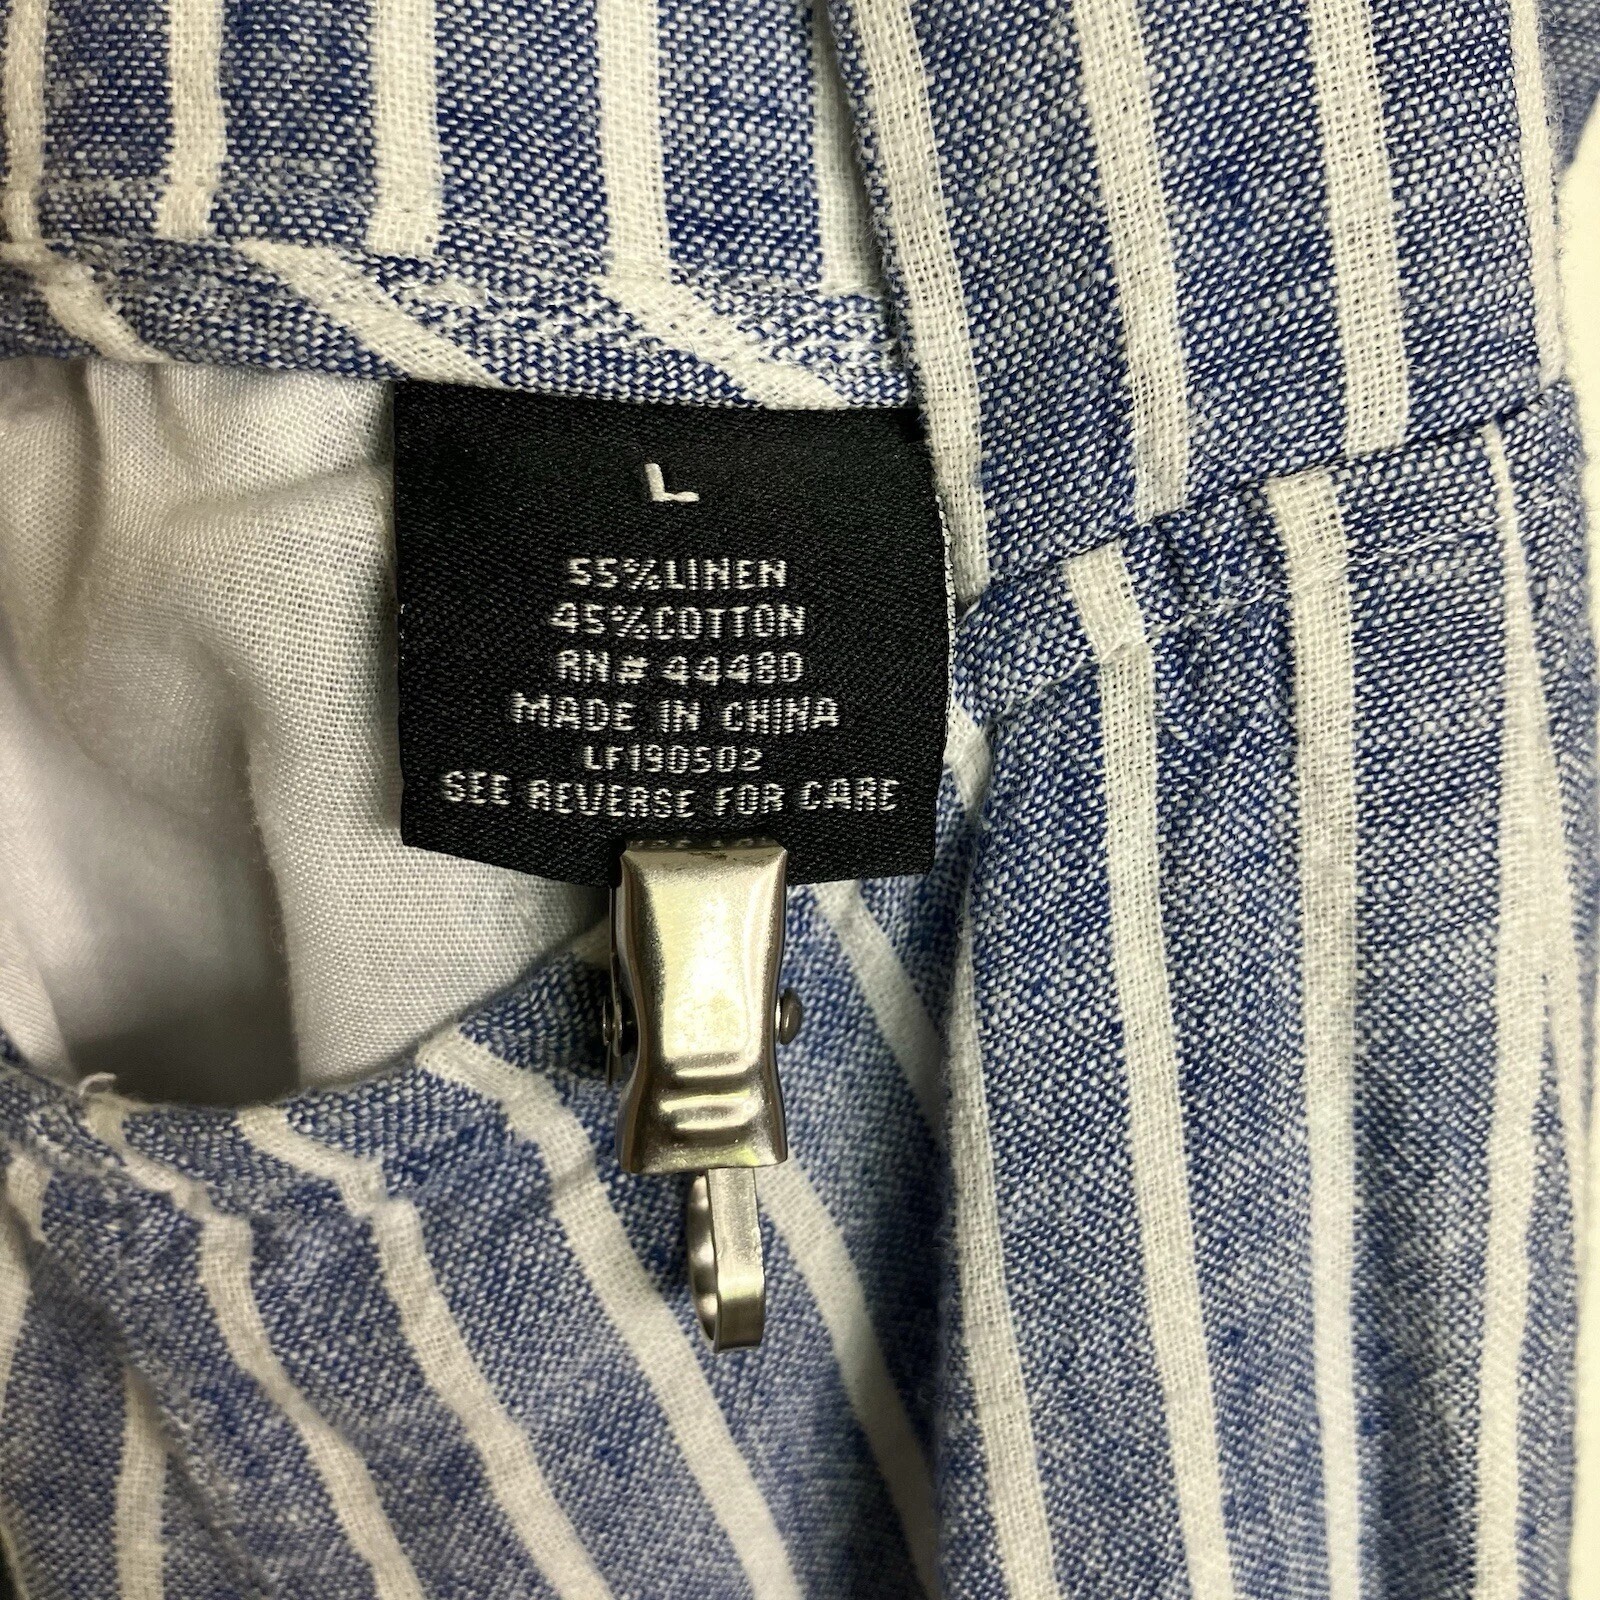 L
55%LINEN
45%COTTON
RN# 44480
MADE IN CHINA
LF190502
SEE REVERSE FOR CARE